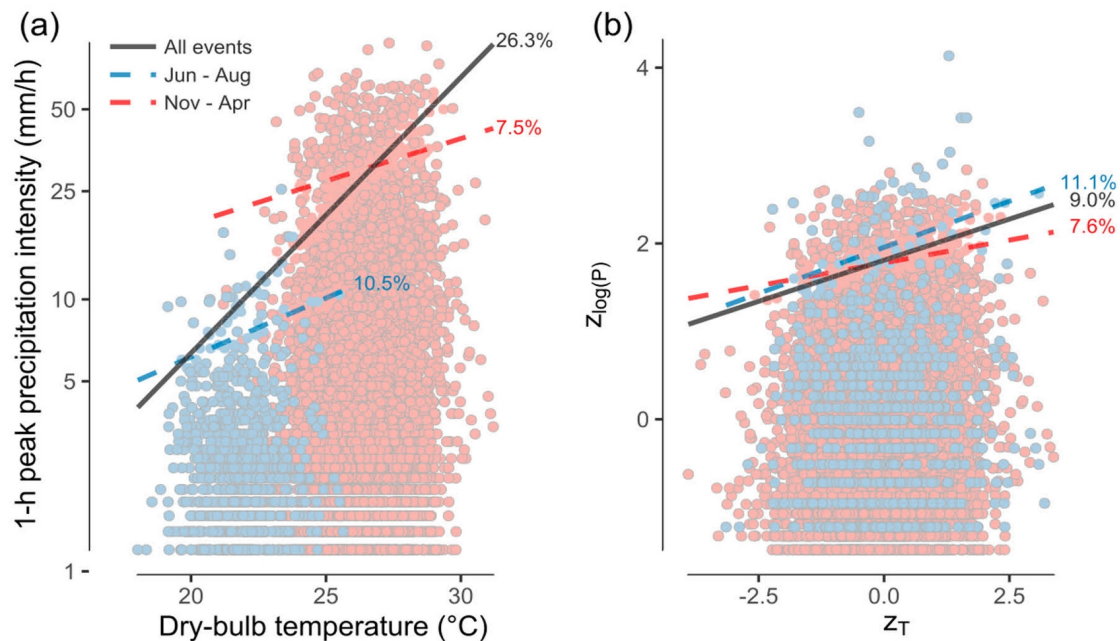 (a)
All events
Jun - Aug
Nov - Apr
26.3%
7.5%
10.5%
1-h peak precipitation intensity (mm/h)
50
25
10
5
1
20
25
30
Dry-bulb temperature (°C)
(b)
4
2
0
z_log(P)
11.1%
9.0%
7.6%
-2.5
0.0
2.5
z_T